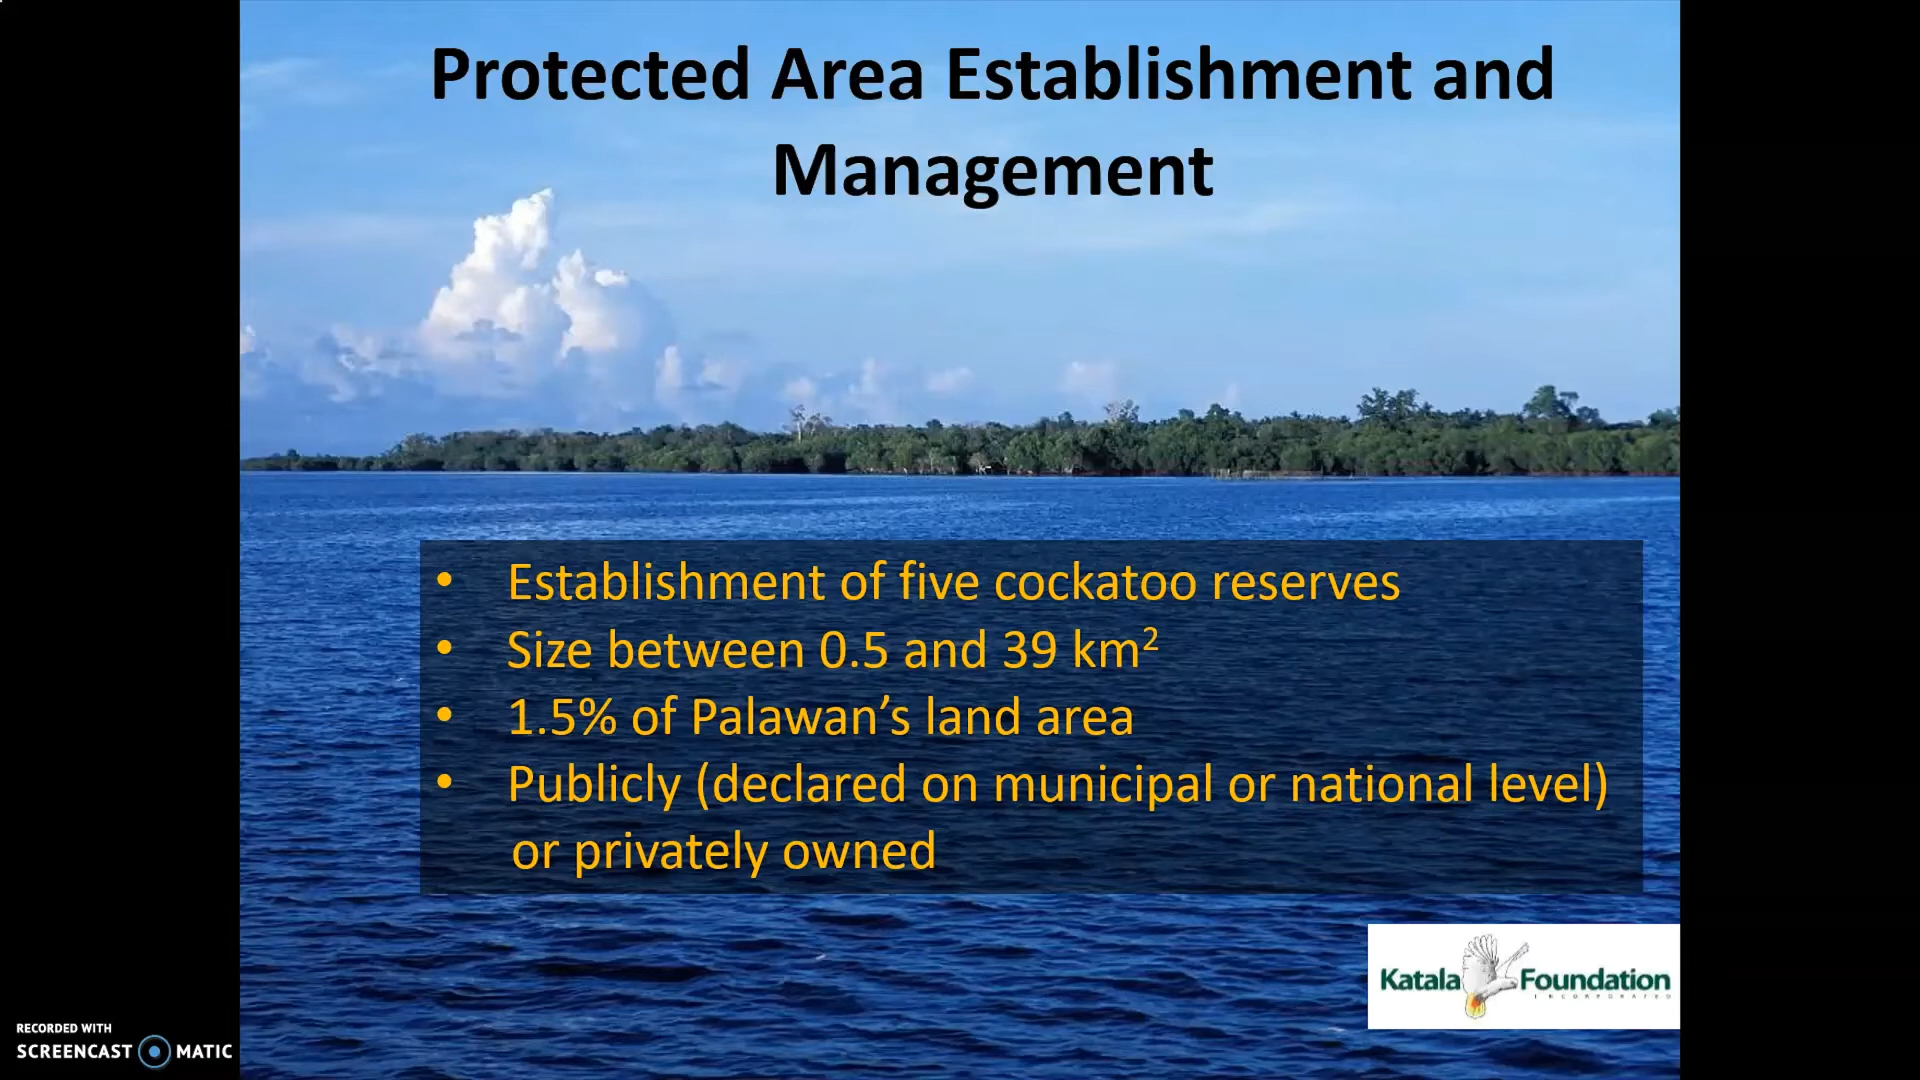 Protected Area Establishment and
Management
• Establishment of five cockatoo reserves
• Size between 0.5 and 39 km²
• 1.5% of Palawan’s land area
• Publicly (declared on municipal or national level)
or privately owned
Katala Foundation
INCORPORATED
RECORDED WITH
SCREENCAST MATIC